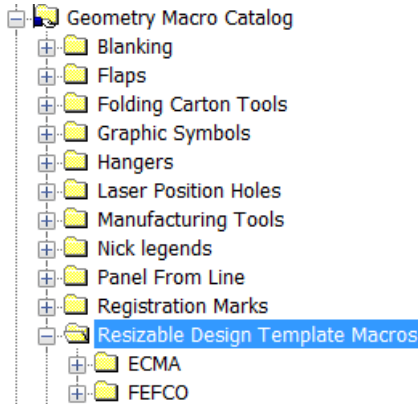 Geometry Macro Catalog
Blanking
Flaps
Folding Carton Tools
Graphic Symbols
Hangers
Laser Position Holes
Manufacturing Tools
Nick legends
Panel From Line
Registration Marks
Resizable Design Template Macros
ECMA
FEFCO